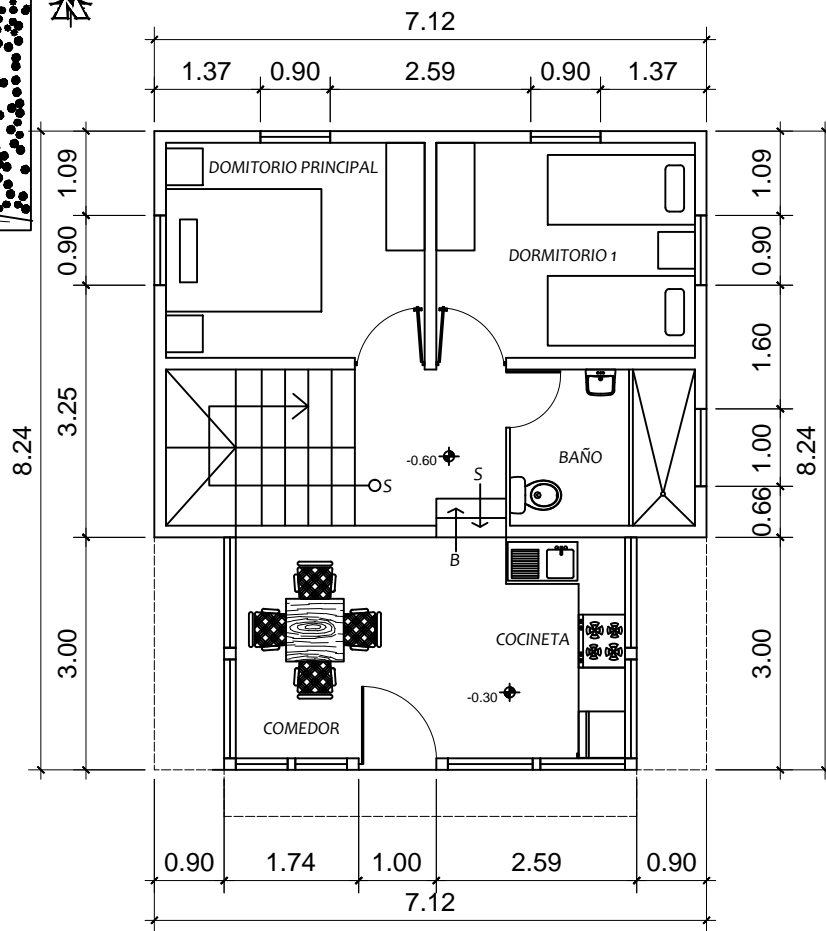 7.12
1.37 0.90 2.59 0.90 1.37
DOMITORIO PRINCIPAL
DORMITORIO 1
1.09
0.90
3.25
8.24
3.00
1.09
0.90
1.60
1.00
0.66
8.24
3.00
-0.60
S
BAÑO
S
B
COCINETA
-0.30
COMEDOR
0.90 1.74 1.00 2.59 0.90
7.12